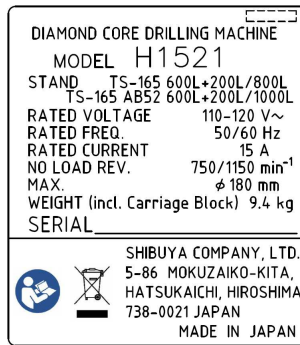 DIAMOND CORE DRILLING MACHINE
MODEL H1521
STAND TS-165 600L+200L/800L
TS-165 AB52 600L+200L/1000L
RATED VOLTAGE 110-120 V~
RATED FREQ. 50/60 Hz
RATED CURRENT 15 A
NO LOAD REV. 750/1150 min⁻¹
MAX. ϕ 180 mm
WEIGHT (incl. Carriage Block) 9.4 kg
SERIAL
SHIBUYA COMPANY, LTD.
5-86 MOKUZAIKO-KITA,
HATSUKAICHI, HIROSHIMA
738-0021 JAPAN
MADE IN JAPAN